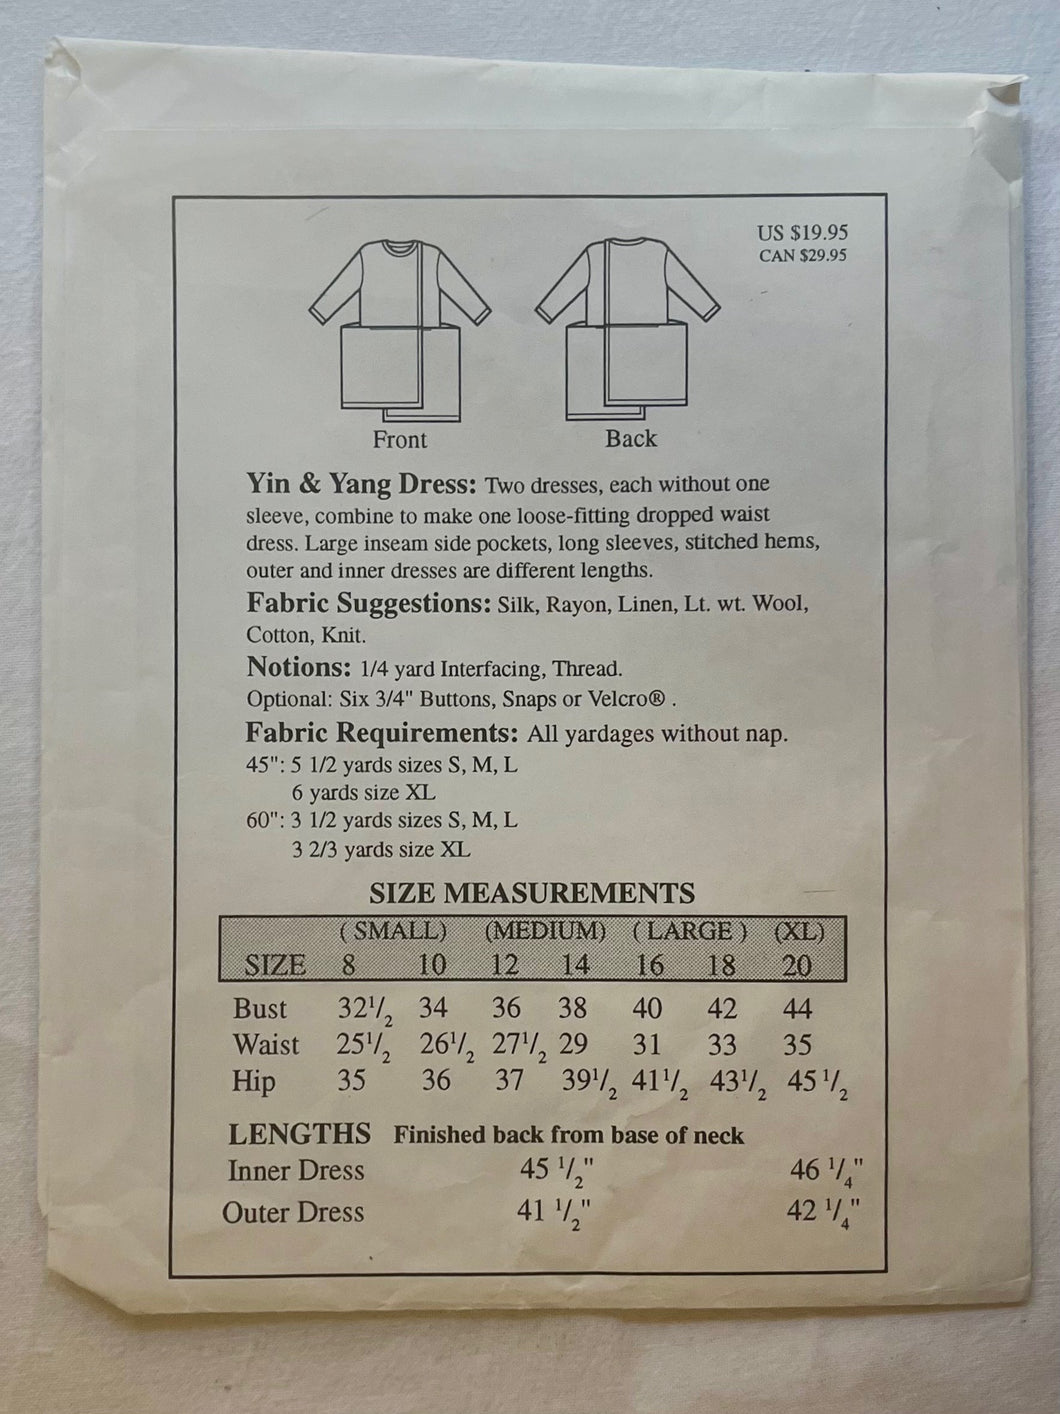 US $19.95
CAN $29.95
Front
Back
Yin & Yang Dress: Two dresses, each without one
sleeve, combine to make one loose-fitting dropped waist
dress. Large inseam side pockets, long sleeves, stitched hems,
outer and inner dresses are different lengths.
Fabric Suggestions: Silk, Rayon, Linen, Lt. wt. Wool,
Cotton, Knit.
Notions: 1/4 yard Interfacing, Thread.
Optional: Six 3/4" Buttons, Snaps or Velcro® .
Fabric Requirements: All yardages without nap.
45": 5 1/2 yards sizes S, M, L
6 yards size XL
60": 3 1/2 yards sizes S, M, L
3 2/3 yards size XL
SIZE MEASUREMENTS
( SMALL) (MEDIUM) ( LARGE ) (XL)
SIZE 8 10 12 14 16 18 20
Bust 32 1/2 34 36 38 40 42 44
Waist 25 1/2 26 1/2 27 1/2 29 31 33 35
Hip 35 36 37 39 1/2 41 1/2 43 1/2 45 1/2
LENGTHS Finished back from base of neck
Inner Dress 45 1/2" 46 1/4"
Outer Dress 41 1/2" 42 1/4"